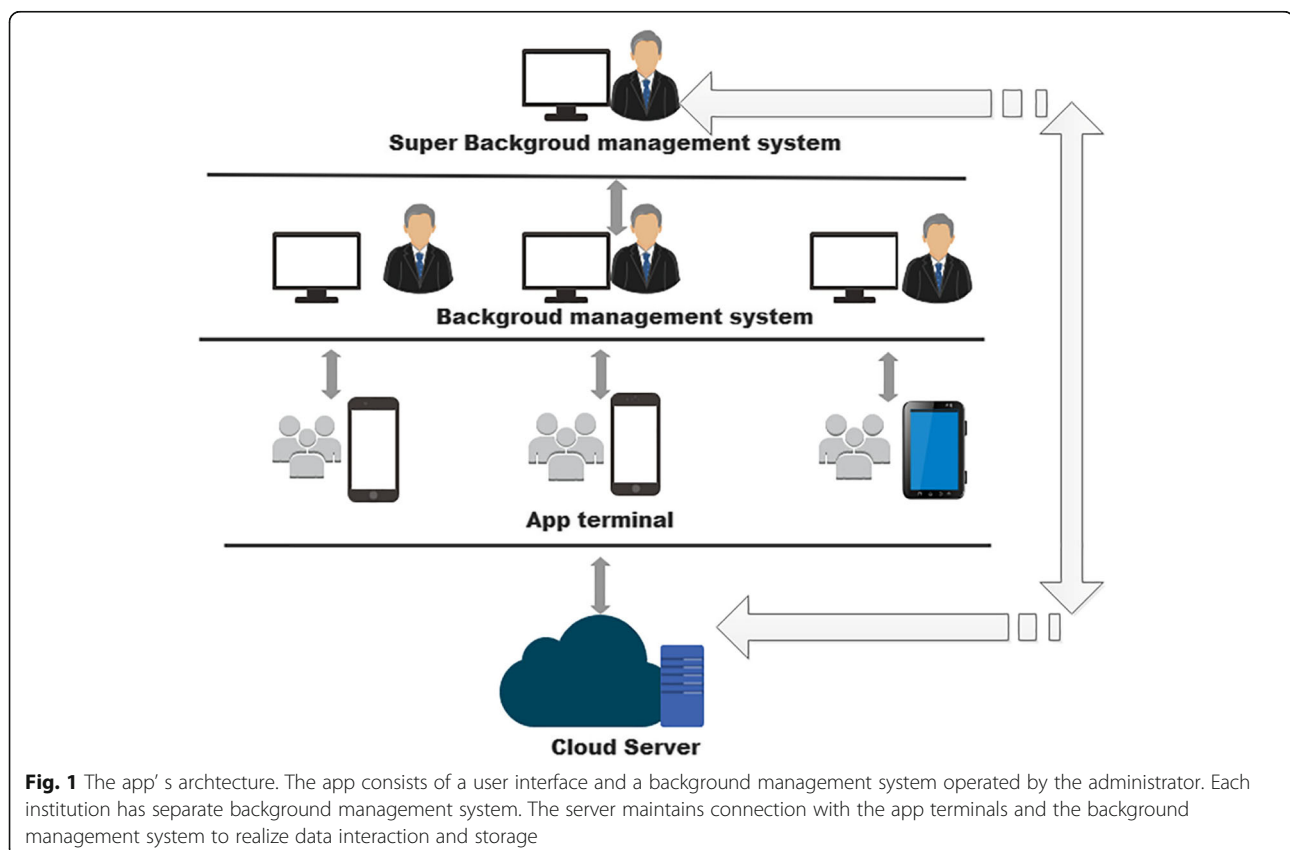 Super Backgroud management system
Backgroud management system
App terminal
Cloud Server
Fig. 1 The app' s archtecture. The app consists of a user interface and a background management system operated by the administrator. Each
institution has separate background management system. The server maintains connection with the app terminals and the background
management system to realize data interaction and storage